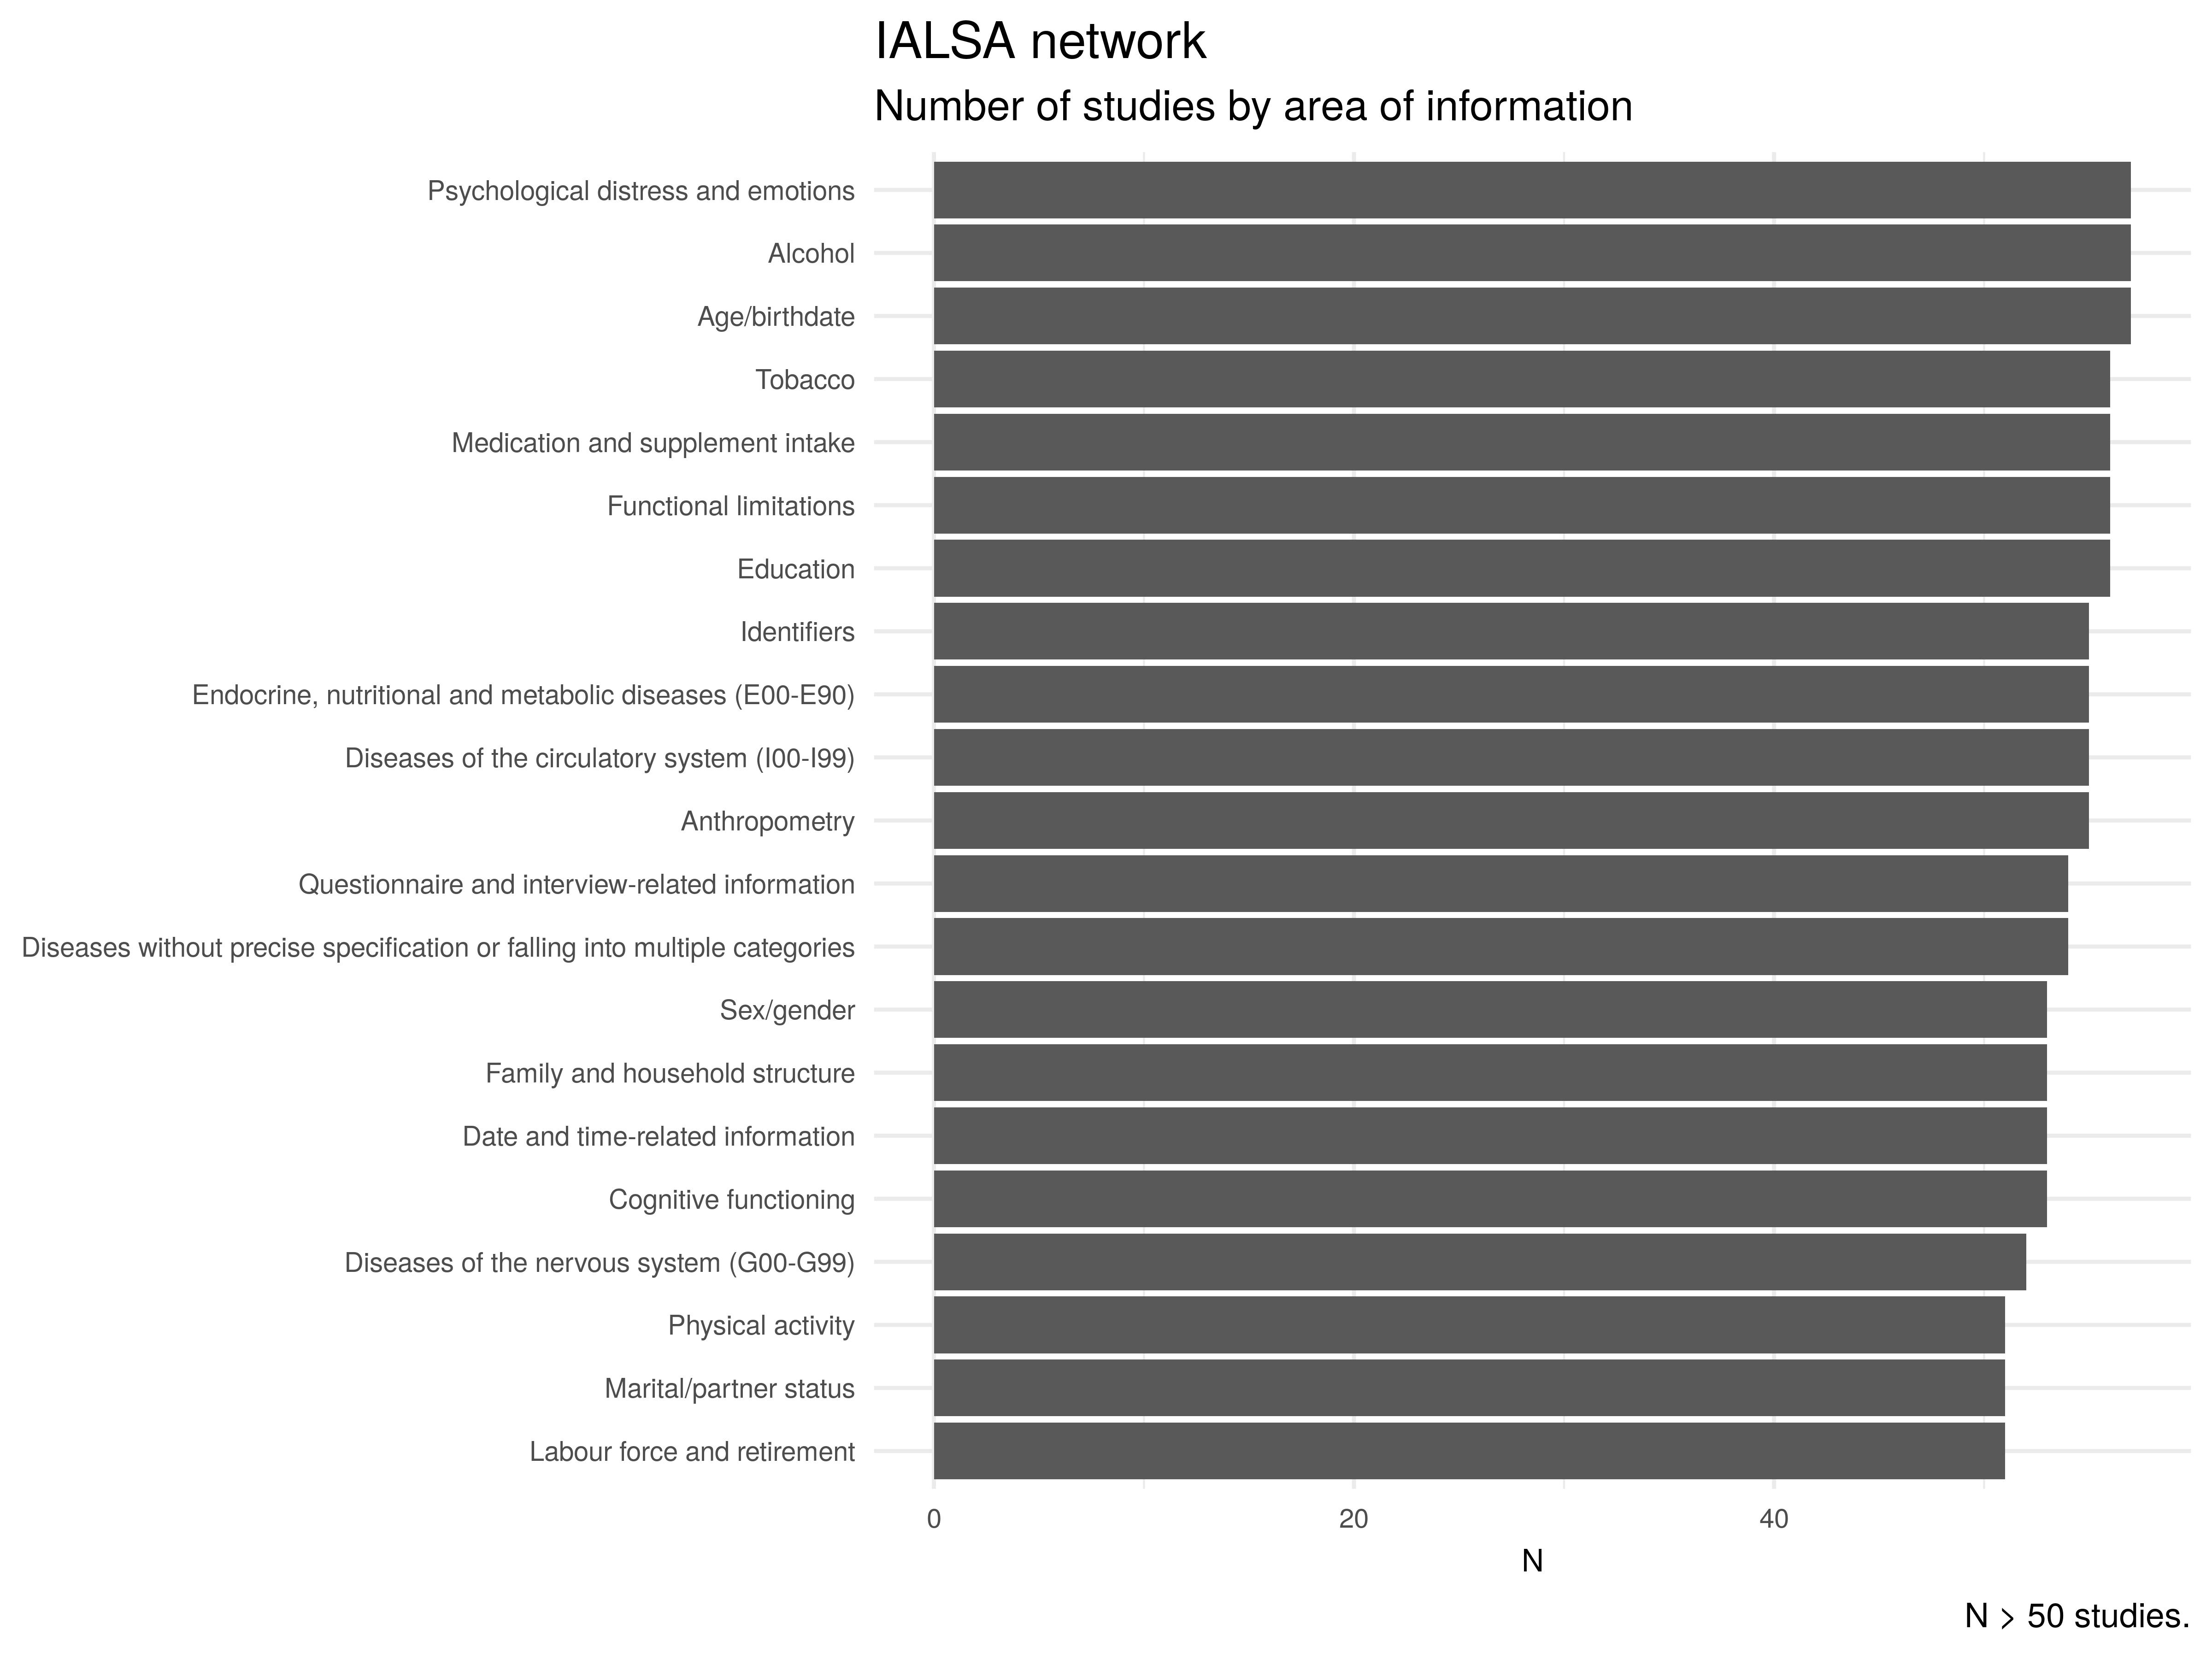 IALSA network
Number of studies by area of information
Psychological distress and emotions
Alcohol
Age/birthdate
Tobacco
Medication and supplement intake
Functional limitations
Education
Identifiers
Endocrine, nutritional and metabolic diseases (E00-E90)
Diseases of the circulatory system (I00-I99)
Anthropometry
Questionnaire and interview-related information
Diseases without precise specification or falling into multiple categories
Sex/gender
Family and household structure
Date and time-related information
Cognitive functioning
Diseases of the nervous system (G00-G99)
Physical activity
Marital/partner status
Labour force and retirement
0 20 40
N
N > 50 studies.